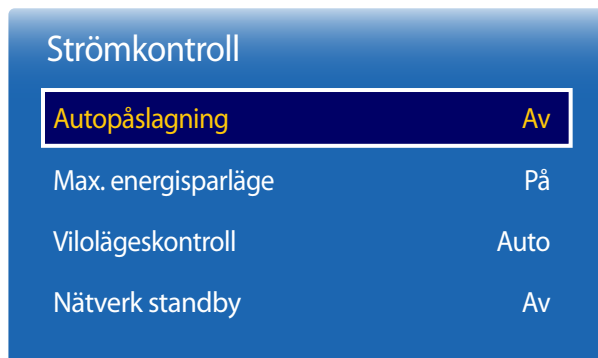 Strömkontroll
Autopåslagning Av
Max. energisparläge På
Vilolägeskontroll Auto
Nätverk standby Av